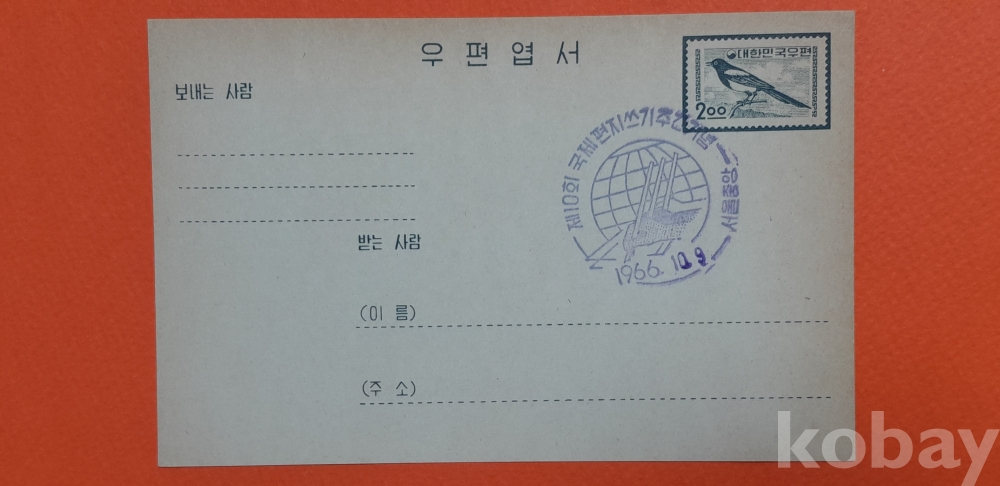 우편엽서
대한민국우편
2.00
보내는 사람
제10회 국제편지쓰기주간기념
서울중앙
1966. 10. 9
받는 사람
(이 름)
(주 소)
kobay